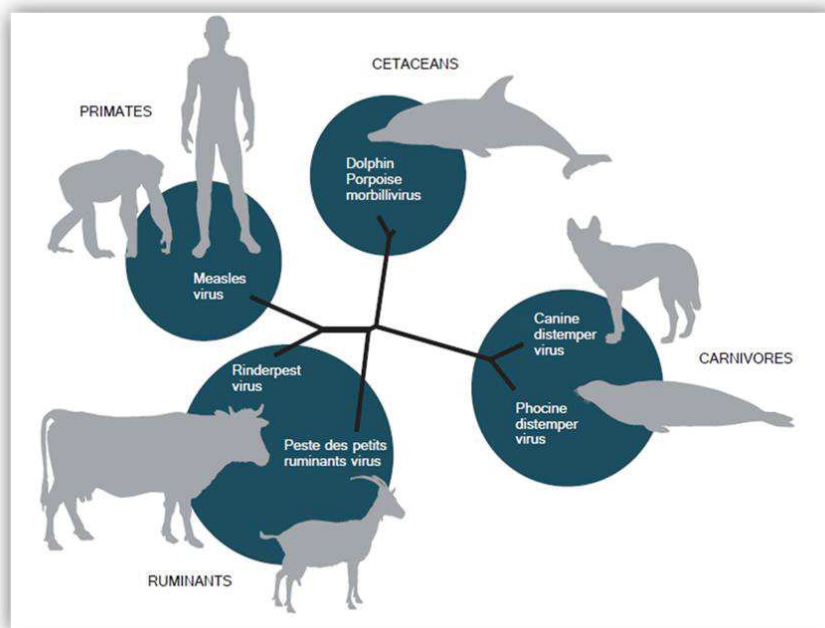 CETACEANS
PRIMATES
Dolphin
Porpoise
morbillivirus
Measles
virus
Canine
distemper
virus
CARNIVORES
Rinderpest
virus
Phocine
distemper
virus
Peste des petits
ruminants virus
RUMINANTS